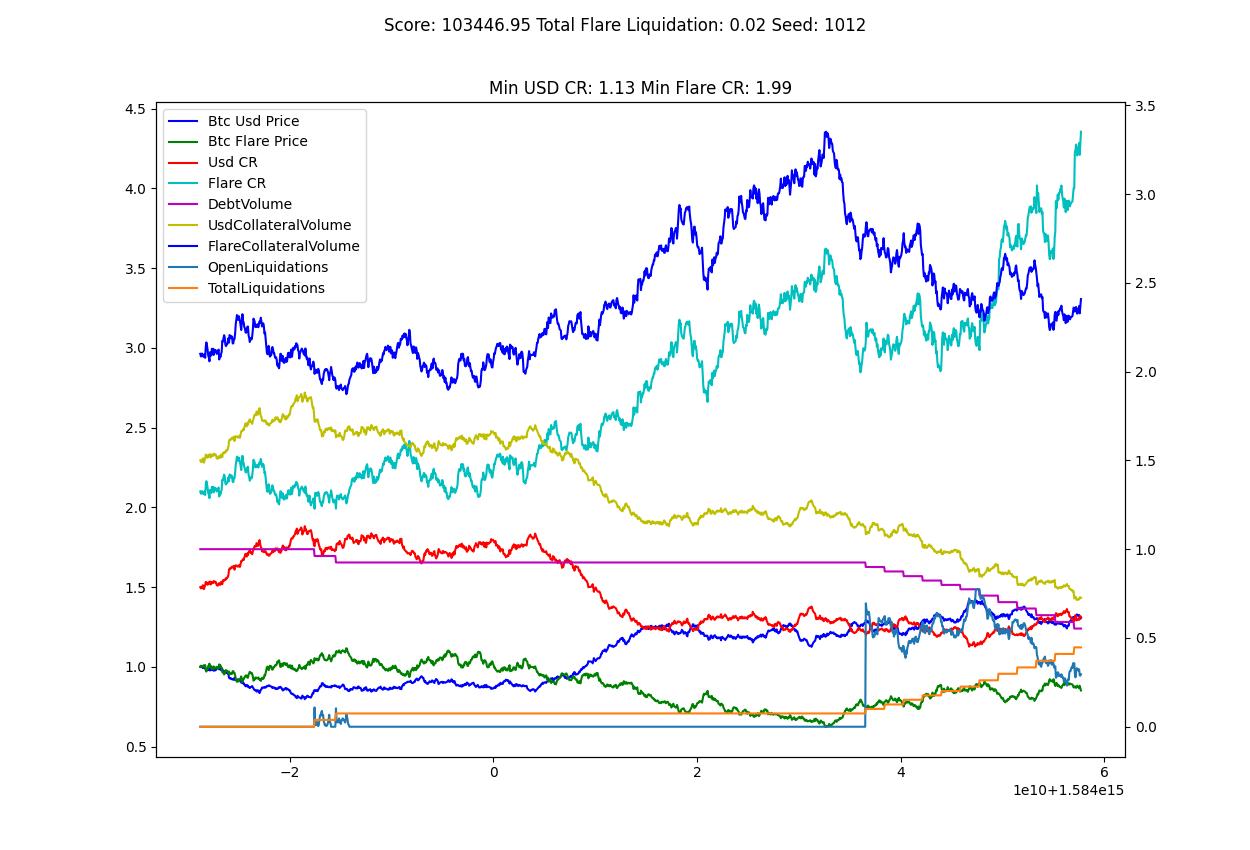 Score: 103446.95 Total Flare Liquidation: 0.02 Seed: 1012
Min USD CR: 1.13 Min Flare CR: 1.99
4.5
4.0
3.5
3.0
2.5
2.0
1.5
1.0
0.5
Btc Usd Price
Btc Flare Price
Usd CR
Flare CR
DebtVolume
UsdCollateralVolume
FlareCollateralVolume
OpenLiquidations
TotalLiquidations
3.5
3.0
2.5
2.0
1.5
1.0
0.5
0.0
−2 0 2 4 6
1e10+1.584e15